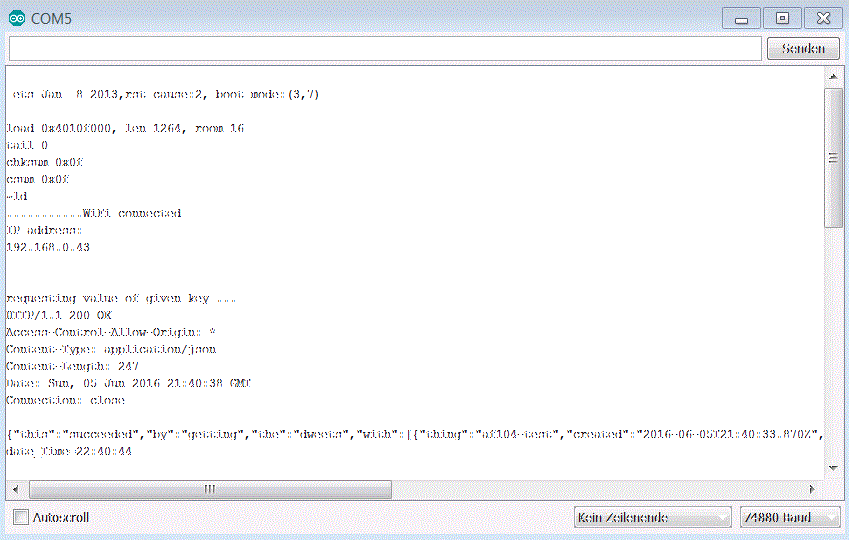 COM5
Senden
ets Jan 8 2013,rst cause:2, boot mode:(3,7)
load 0x4010f000, len 1264, room 16
tail 0
chksum 0x0f
csum 0x0f
~ld
..............WiFi connected
IP address:
192.168.0.43
requesting value of given key ...
HTTP/1.1 200 OK
Access-Control-Allow-Origin: *
Content-Type: application/json
Content-Length: 247
Date: Sun, 05 Jun 2016 21:40:38 GMT
Connection: close
{"this":"succeeded","by":"getting","the":"dweets","with":[{"thing":"af104-test","created":"2016-06-05T21:40:33.870Z",
date_Time=22:40:44
Autoscroll
Kein Zeilenende
74880 Baud